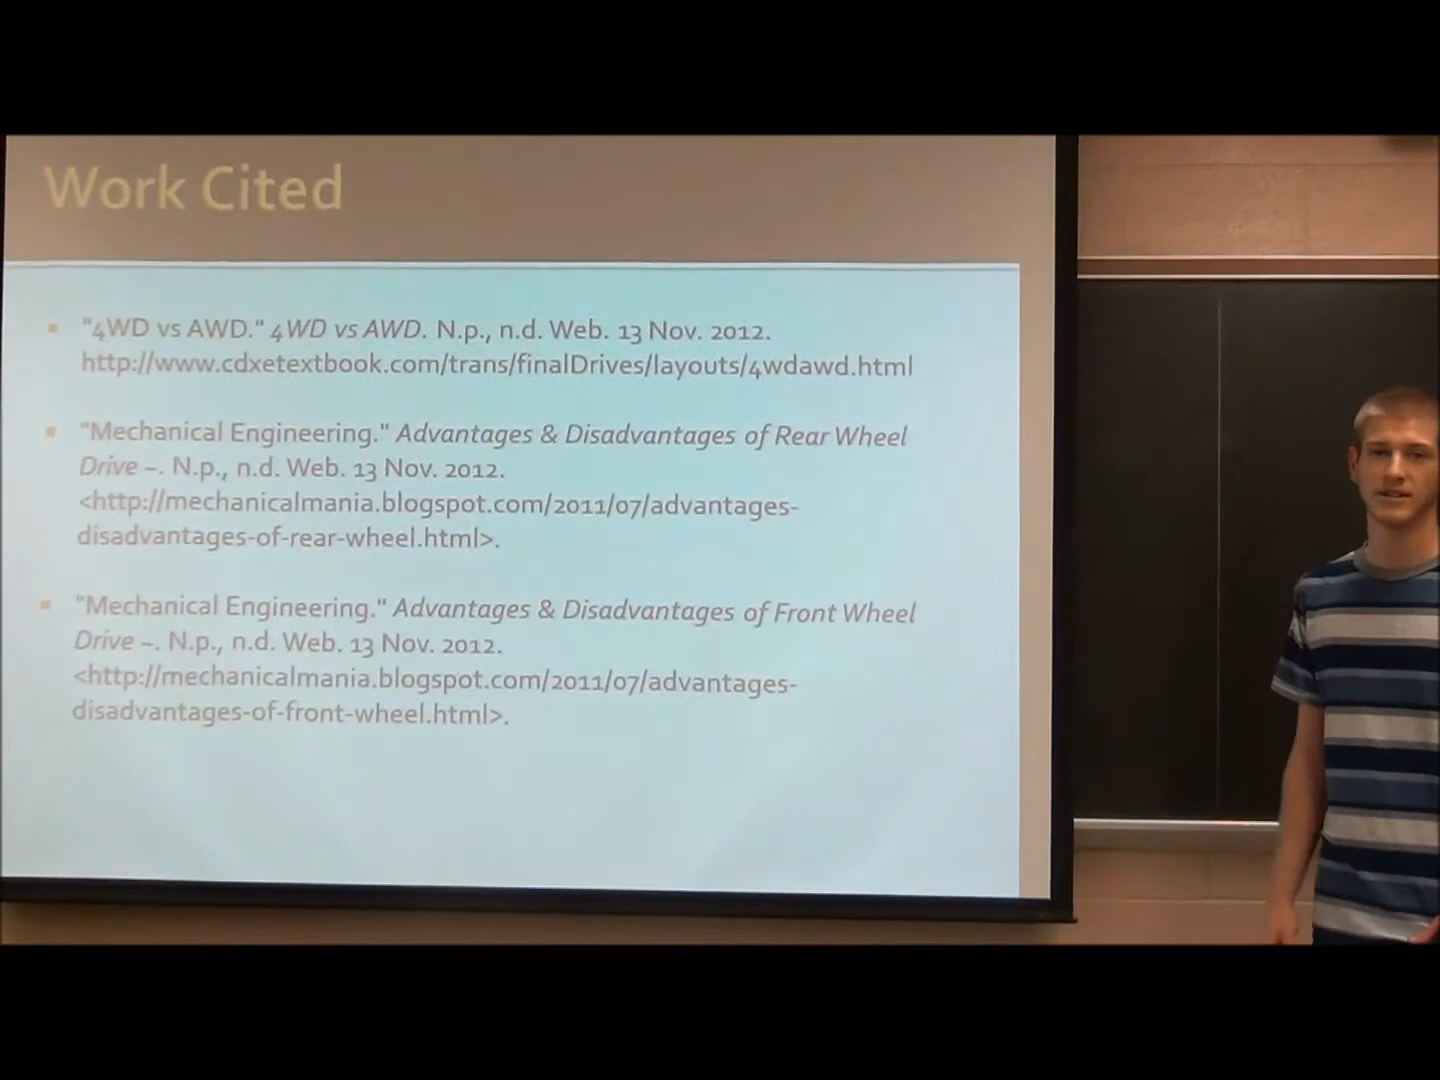 Work Cited
"4WD vs AWD." 4WD vs AWD. N.p., n.d. Web. 13 Nov. 2012.
http://www.cdxetextbook.com/trans/finalDrives/layouts/4wdawd.html
"Mechanical Engineering." Advantages & Disadvantages of Rear Wheel
Drive ~. N.p., n.d. Web. 13 Nov. 2012.
<http://mechanicalmania.blogspot.com/2011/07/advantages-
disadvantages-of-rear-wheel.html>.
"Mechanical Engineering." Advantages & Disadvantages of Front Wheel
Drive ~. N.p., n.d. Web. 13 Nov. 2012.
<http://mechanicalmania.blogspot.com/2011/07/advantages-
disadvantages-of-front-wheel.html>.